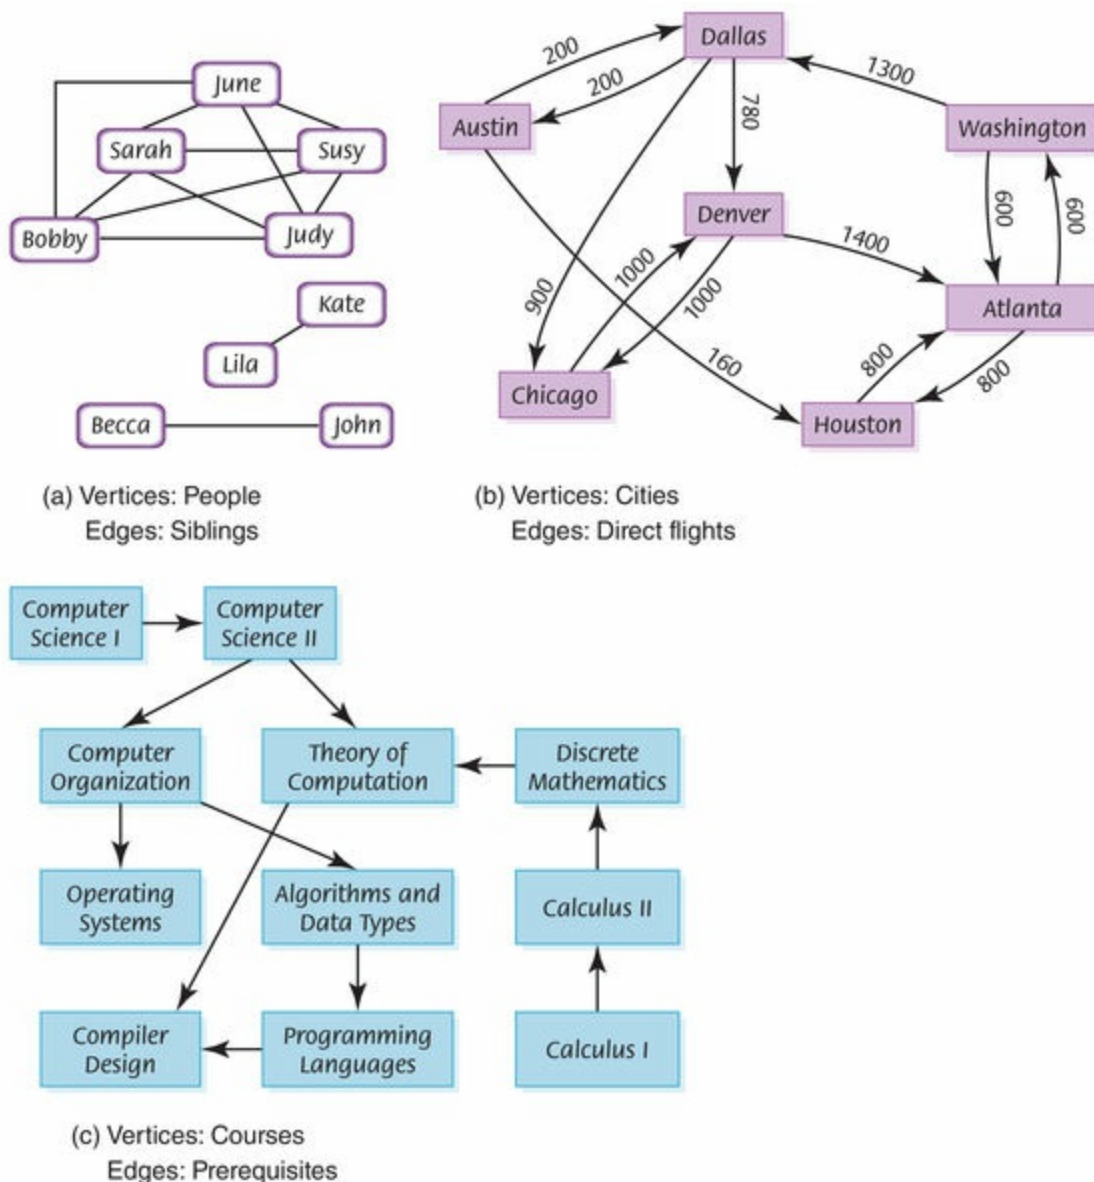 June
Sarah
Susy
Bobby
Judy
Kate
Lila
Becca
John
(a) Vertices: People
Edges: Siblings
Dallas
200
200
1300
780
Austin
Washington
Denver
1400
600
600
900
1000
1000
Atlanta
160
800
800
Chicago
Houston
(b) Vertices: Cities
Edges: Direct flights
Computer
Science I
Computer
Science II
Computer
Organization
Theory of
Computation
Discrete
Mathematics
Operating
Systems
Algorithms and
Data Types
Calculus II
Compiler
Design
Programming
Languages
Calculus I
(c) Vertices: Courses
Edges: Prerequisites